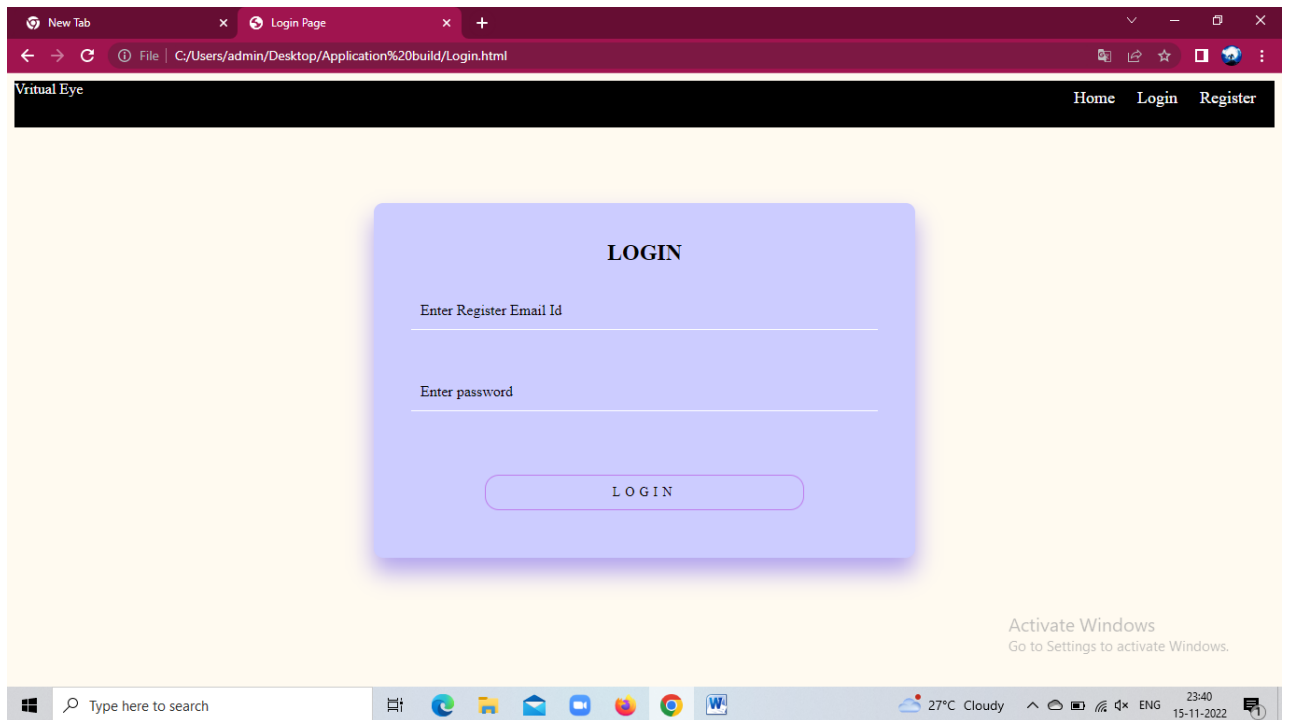 New Tab
Login Page
File | C:/Users/admin/Desktop/Application%20build/Login.html
Vritual Eye
Home Login Register
LOGIN
Enter Register Email Id
Enter password
LOGIN
Activate Windows
Go to Settings to activate Windows.
Type here to search
27°C Cloudy
ENG
23:40
15-11-2022
W
1